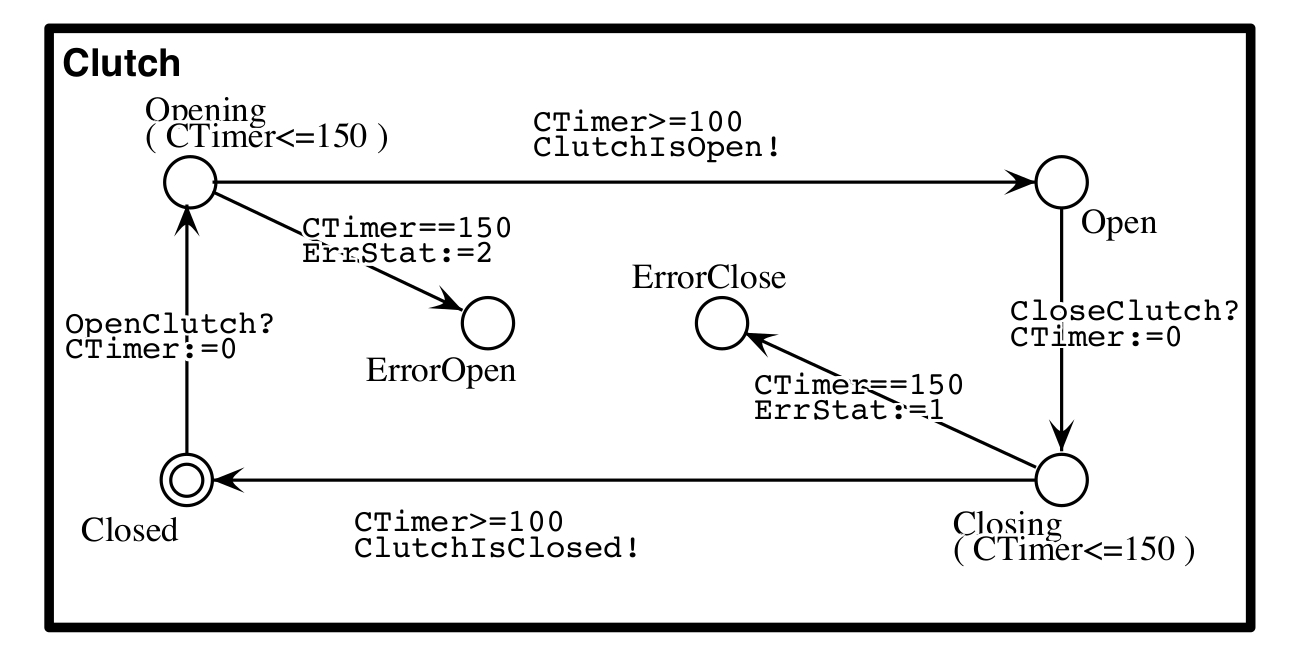 Clutch
Opening
( CTimer<=150 )
CTimer>=100
ClutchIsOpen!
CTimer==150
ErrStat:=2
Open
ErrorClose
OpenClutch?
CTimer:=0
CloseClutch?
CTimer:=0
ErrorOpen
CTimer==150
ErrStat:=1
Closed
CTimer>=100
ClutchIsClosed!
Closing
( CTimer<=150 )